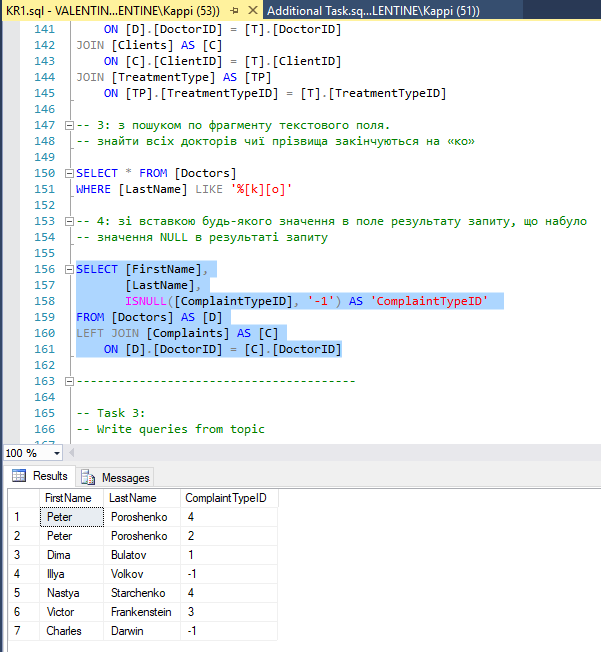 KR1.sql - VALENTIN...ENTINE\Kappi (53)) Additional Task.sq...LENTINE\Kappi (51))
141 ON [D].[DoctorID] = [T].[DoctorID]
142 JOIN [Clients] AS [C]
143 ON [C].[ClientID] = [T].[ClientID]
144 JOIN [TreatmentType] AS [TP]
145 ON [TP].[TreatmentTypeID] = [T].[TreatmentTypeID]
146
147 -- 3: з пошуком по фрагменту текстового поля.
148 -- знайти всіх докторів чиї прізвища закінчуються на «ко»
149
150 SELECT * FROM [Doctors]
151 WHERE [LastName] LIKE '%[k][o]'
152
153 -- 4: зі вставкою будь-якого значення в поле результату запиту, що набуло
154 -- значення NULL в результаті запиту
155
156 SELECT [FirstName],
157 [LastName],
158 ISNULL([ComplaintTypeID], '-1') AS 'ComplaintTypeID'
159 FROM [Doctors] AS [D]
160 LEFT JOIN [Complaints] AS [C]
161 ON [D].[DoctorID] = [C].[DoctorID]
162
163 ----------------------------------------
164
165 -- Task 3:
166 -- Write queries from topic
100 %
Results Messages
FirstName LastName ComplaintTypeID
1 Peter Poroshenko 4
2 Peter Poroshenko 2
3 Dima Bulatov 1
4 Illya Volkov -1
5 Nastya Starchenko 4
6 Victor Frankenstein 3
7 Charles Darwin -1